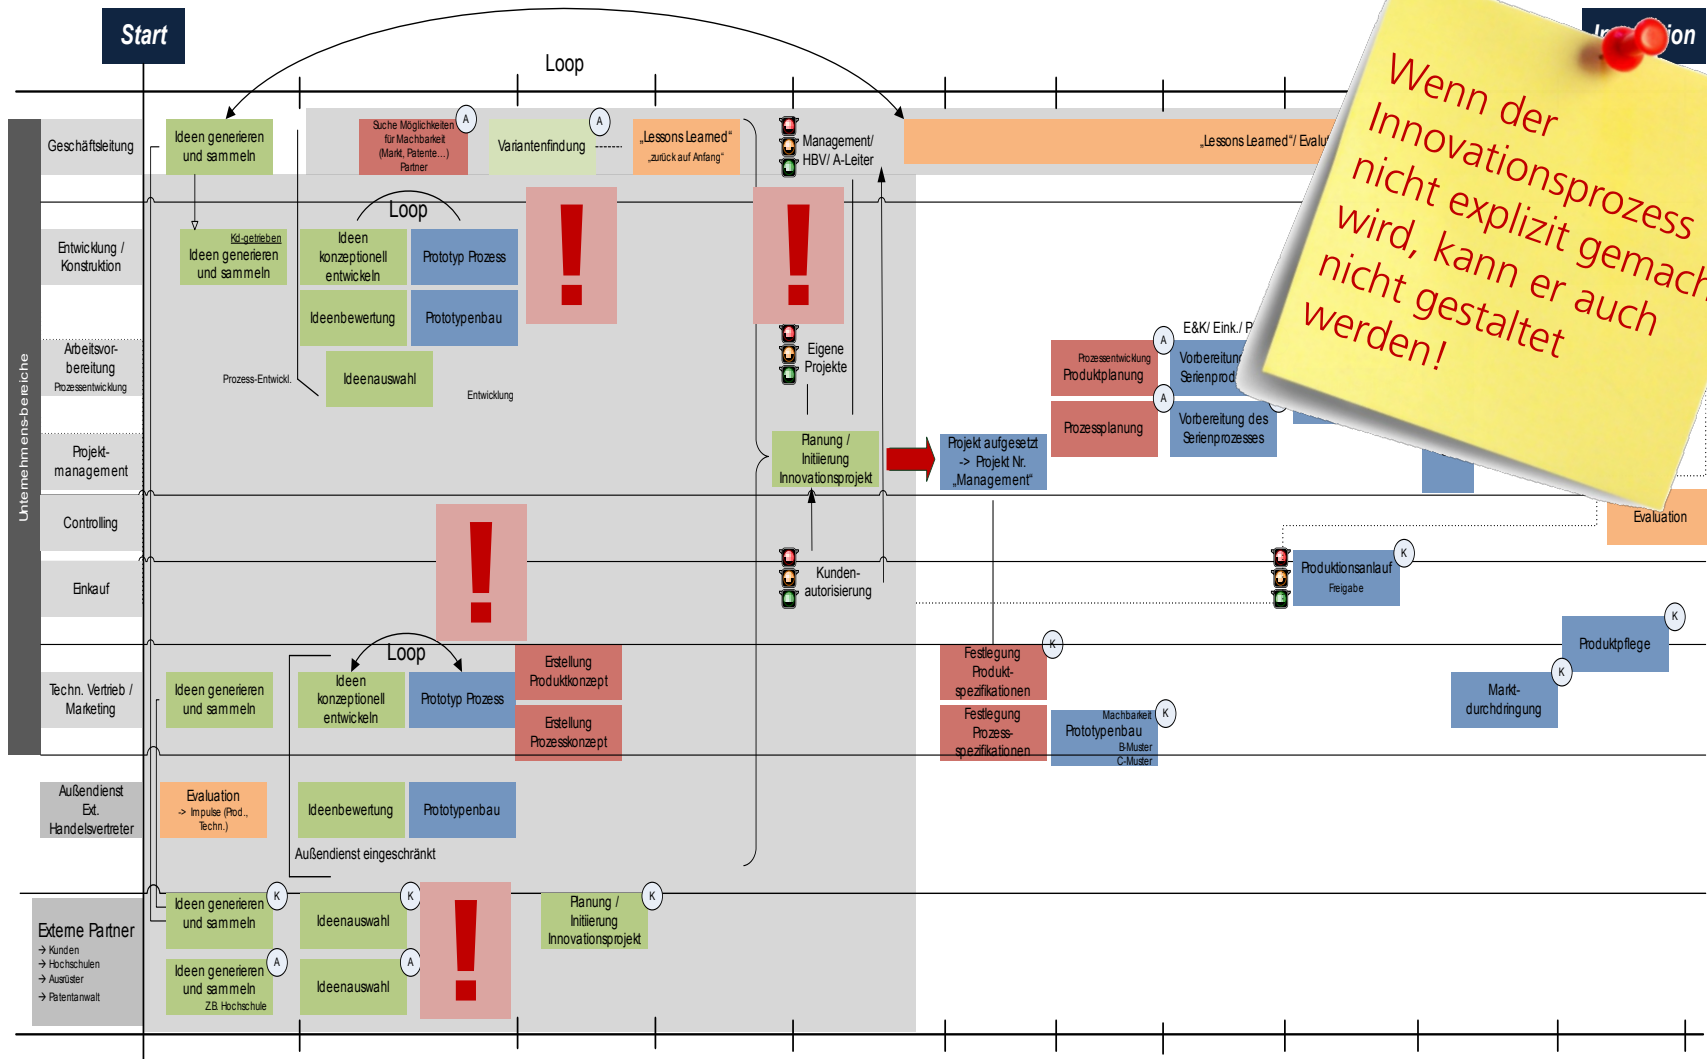 Start
Loop
Wenn der
Innovationsprozess
nicht explizit
wird, kann er auch
nicht gestaltet
werden!
Unternehmens-bereiche
Geschäftsleitung
Ideen generieren
und sammeln
Suche Möglichkeiten
für Machbarkeit
(Markt, Patente...)
Partner
A
Variantenfindung
A
„Lessons Learned“
„zurück auf Anfang“
Management/
HBV/ A-Leiter
„Lessons Learned“/
Entwicklung /
Konstruktion
Kd-getrieben
Ideen generieren
und sammeln
Loop
Ideen
konzeptionell
entwickeln
Prototyp Prozess
!
!
Ideenbewertung
Prototypenbau
Arbeitsvor-
bereitung
Prozessentwicklung
Prozess-Entwickl.
Ideenauswahl
Entwicklung
Eigene
Projekte
E&K/ Eink./
Prozessentwicklung
Produktplanung
A
Prozessplanung
A
Vorbereitung des
Serienprozesses
Projekt-
management
Planung /
Initiierung
Innovationsprojekt
Projekt aufgesetzt
-> Projekt Nr.
„Management“
Controlling
!
Evaluation
Einkauf
Kunden-
autorisierung
Produktionsanlauf
Freigabe
K
Techn. Vertrieb /
Marketing
Ideen generieren
und sammeln
Loop
Ideen
konzeptionell
entwickeln
Prototyp Prozess
Erstellung
Produktkonzept
Erstellung
Prozesskonzept
Festlegung
Produkt-
spezifikationen
K
Festlegung
Prozess-
spezifikationen
Machbarkeit
Prototypenbau
B-Muster
C-Muster
K
Markt-
durchdringung
K
Produktpflege
K
Außendienst
Ext.
Handelsvertreter
Evaluation
-> Impulse (Prod.,
Techn.)
Ideenbewertung
Prototypenbau
Außendienst eingeschränkt
Externe Partner
→ Kunden
→ Hochschulen
→ Ausrüster
→ Patentanwalt
Ideen generieren
und sammeln
K
Ideenauswahl
K
!
Planung /
Initiierung
Innovationsprojekt
K
Ideen generieren
und sammeln
Z.B. Hochschule
A
Ideenauswahl
A